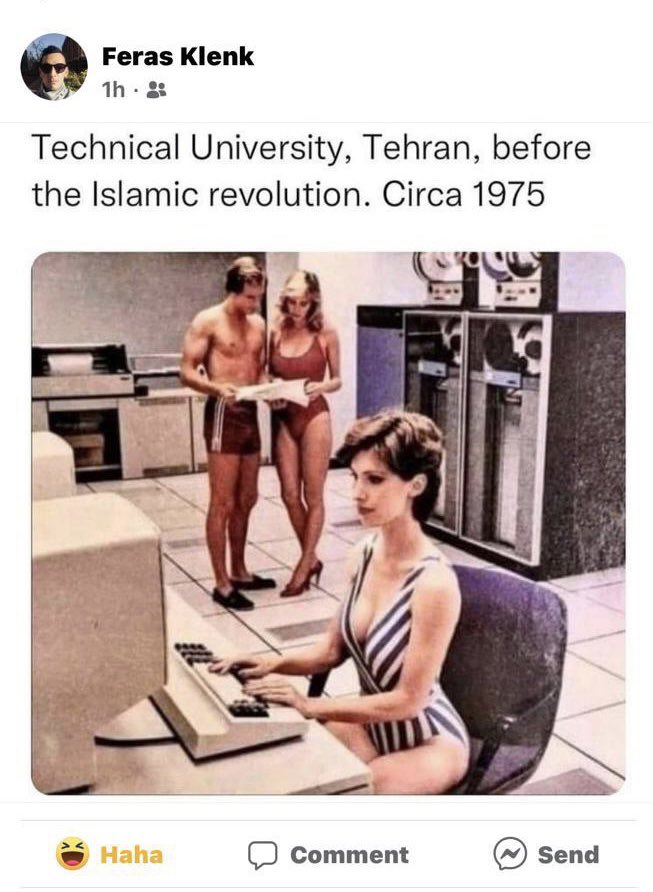 Feras Klenk
1h ·
Technical University, Tehran, before
the Islamic revolution. Circa 1975
Haha
Comment
Send